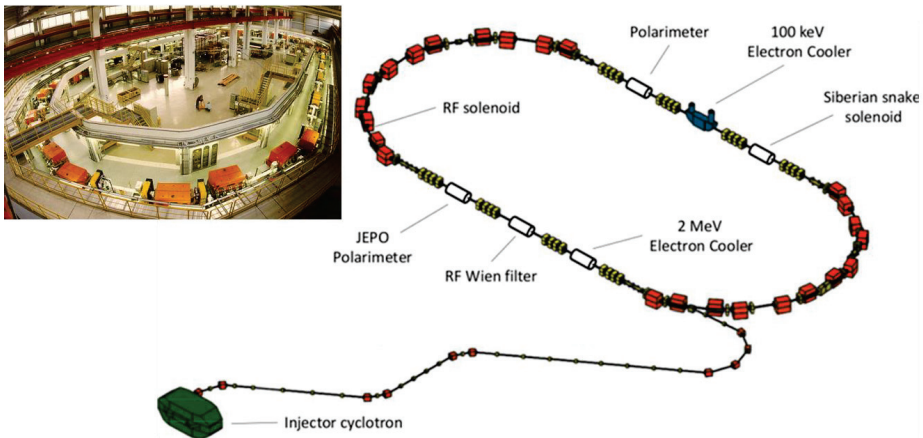 Polarimeter
100 keV
Electron Cooler
Siberian snake
solenoid
RF solenoid
JEPO
Polarimeter
RF Wien filter
2 MeV
Electron Cooler
Injector cyclotron